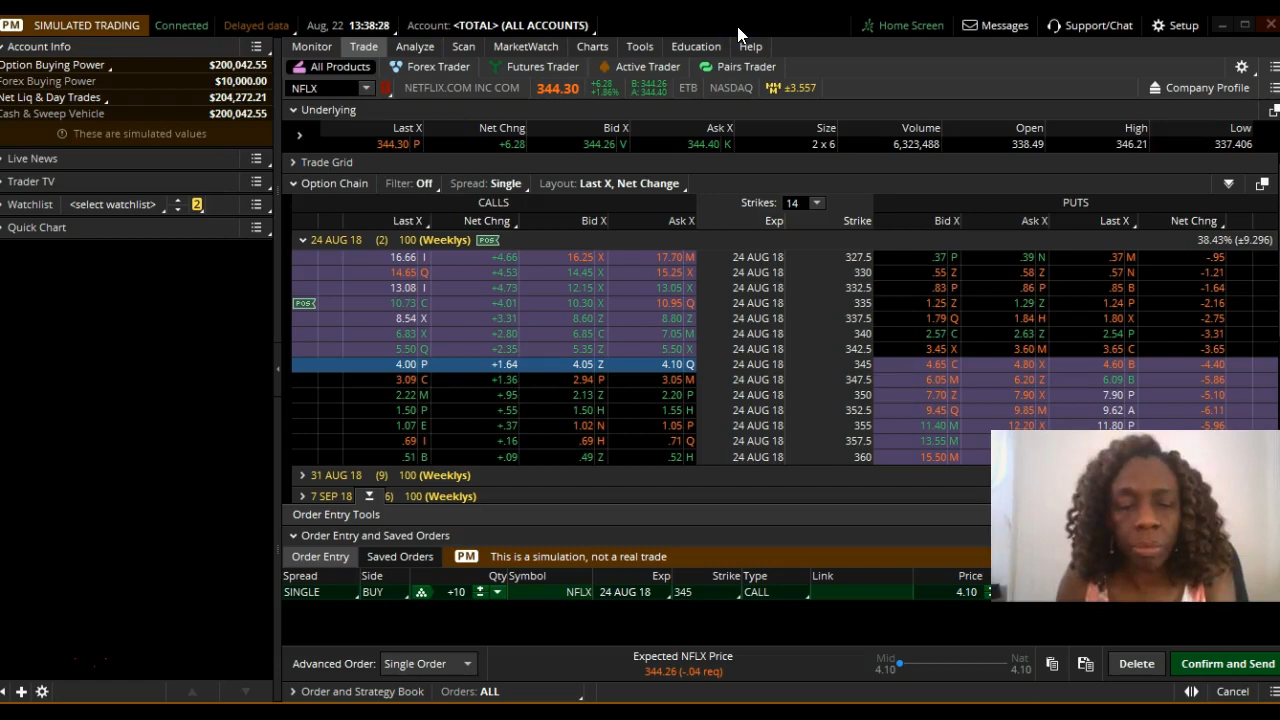 PM SIMULATED TRADING Connected Delayed data Aug, 22 13:38:28 Account: <TOTAL> (ALL ACCOUNTS) Home Screen Messages Support/Chat Setup
Account Info
Option Buying Power $200,042.55
Forex Buying Power $10,000.00
Net Liq & Day Trades $204,272.21
Cash & Sweep Vehicle $200,042.55
These are simulated values
Live News
Trader TV
Watchlist <select watchlist> 2
Quick Chart
Monitor Trade Analyze Scan MarketWatch Charts Tools Education Help
All Products Forex Trader Futures Trader Active Trader Pairs Trader
NFLX NETFLIX.COM INC COM 344.30 +6.28 +1.86% B: 344.26 A: 344.40 ETB NASDAQ ±3.557 Company Profile
Underlying
Last X Net Chng Bid X Ask X Size Volume Open High Low
344.30 P +6.28 344.26 V 344.40 K 2 x 6 6,323,488 338.49 346.21 337.406
Trade Grid
Option Chain Filter: Off Spread: Single Layout: Last X, Net Change
CALLS Strikes: 14 PUTS
Last X Net Chng Bid X Ask X Exp Strike Bid X Ask X Last X Net Chng
24 AUG 18 (2) 100 (Weeklys) POS 38.43% (±9.296)
16.66 I +4.66 16.25 X 17.70 M 24 AUG 18 327.5 .37 P .39 N .37 M -.95
14.65 Q +4.53 14.45 X 15.25 X 24 AUG 18 330 .55 Z .58 Z .57 N -1.21
13.08 I +4.73 12.15 X 13.05 X 24 AUG 18 332.5 .83 P .86 P .85 B -1.64
POS 10.73 C +4.01 10.30 X 10.95 Q 24 AUG 18 335 1.25 Z 1.29 Z 1.24 P -2.16
8.54 X +3.31 8.60 Z 8.80 Z 24 AUG 18 337.5 1.79 Q 1.84 H 1.80 X -2.75
6.83 X +2.80 6.85 C 7.05 M 24 AUG 18 340 2.57 C 2.63 Z 2.54 P -3.31
5.50 Q +2.35 5.35 Z 5.50 X 24 AUG 18 342.5 3.45 X 3.60 M 3.65 C -3.65
4.00 P +1.64 4.05 Z 4.10 Q 24 AUG 18 345 4.65 C 4.80 X 4.60 B -4.40
3.09 C +1.36 2.94 P 3.05 M 24 AUG 18 347.5 6.05 M 6.20 Z 6.09 B -5.86
2.22 M +.95 2.13 Z 2.20 P 24 AUG 18 350 7.70 Z 7.90 X 7.90 P -5.10
1.50 P +.55 1.50 H 1.55 H 24 AUG 18 352.5 9.45 Q 9.85 M 9.62 A -6.11
1.07 E +.37 1.02 N 1.05 P 24 AUG 18 355 11.40 M 12.20 X 11.80 P -5.96
.69 I +.16 .69 H .71 Q 24 AUG 18 357.5 13.55 M
.51 B +.09 .49 Z .52 H 24 AUG 18 360 15.50 M
31 AUG 18 (9) 100 (Weeklys)
7 SEP 18 6) 100 (Weeklys)
Order Entry Tools
Order Entry and Saved Orders
Order Entry Saved Orders PM This is a simulation, not a real trade
Spread Side Qty Symbol Exp Strike Type Link Price
SINGLE BUY +10 NFLX 24 AUG 18 345 CALL 4.10
Advanced Order: Single Order Expected NFLX Price 344.26 (-.04 req) Mid 4.10 Nat 4.10 Delete Confirm and Send
Order and Strategy Book Orders: ALL Cancel